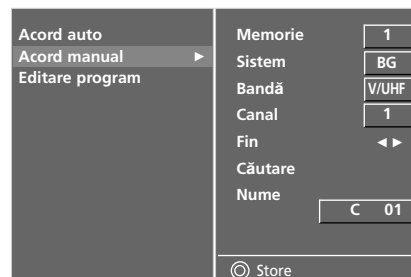 Acord auto
Acord manual ►
Editare program
Memorie 1
Sistem BG
Bandă V/UHF
Canal 1
Fin ◄ ►
Căutare
Nume
C 01
Store